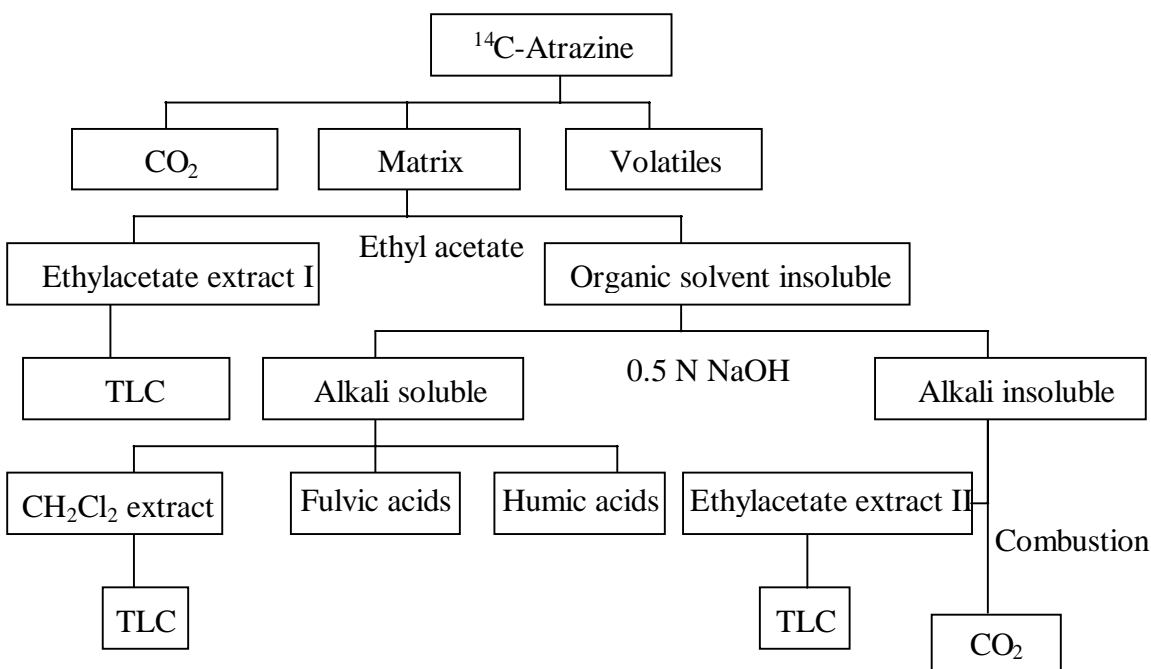 ¹⁴C-Atrazine
CO₂
Matrix
Volatiles
Ethyl acetate
Ethylacetate extract I
Organic solvent insoluble
TLC
Alkali soluble
0.5 N NaOH
Alkali insoluble
CH₂Cl₂ extract
Fulvic acids
Humic acids
Ethylacetate extract II
Combustion
TLC
TLC
CO₂